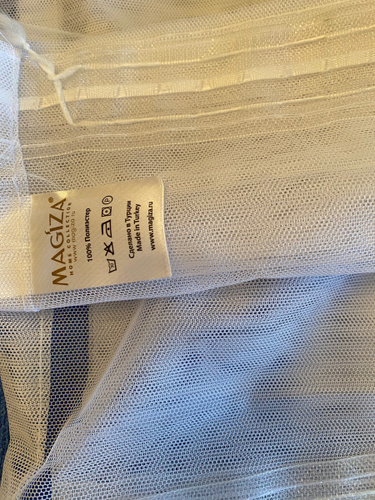 MAGIZA®
HOME COLLECTION
www.magiza.ru
100% Полиэстер
P
Сделано в Турции
Made in Turkey
www.magiza.ru